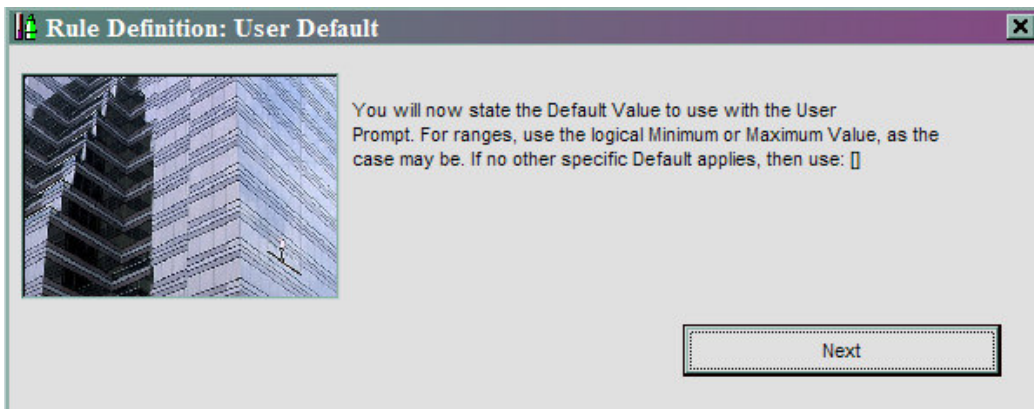 Rule Definition: User Default
You will now state the Default Value to use with the User
Prompt. For ranges, use the logical Minimum or Maximum Value, as the
case may be. If no other specific Default applies, then use: []
Next